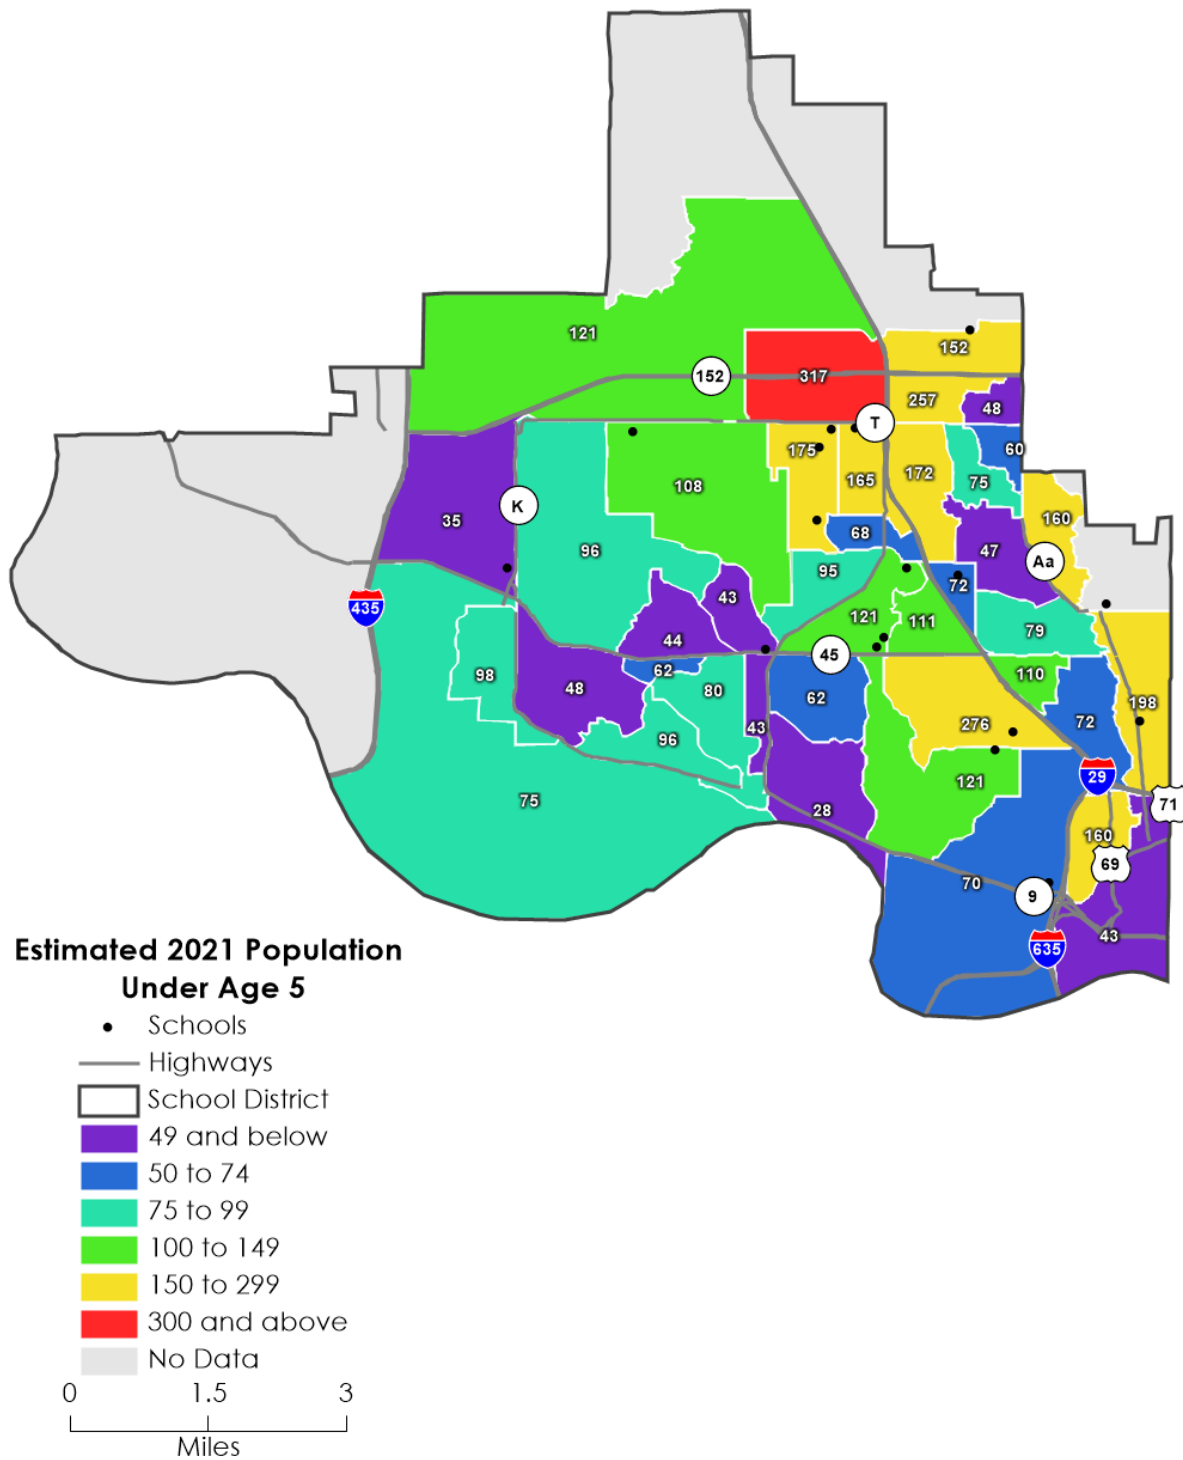 121
152
317
152
257
48
T
175
165
172
60
75
108
K
35
96
68
160
47
Aa
95
72
43
435
121
111
44
79
45
62
98
48
80
62
110
43
276
72
198
96
121
29
71
75
28
160
69
70
9
43
635
Estimated 2021 Population
Under Age 5
Schools
Highways
School District
49 and below
50 to 74
75 to 99
100 to 149
150 to 299
300 and above
No Data
0 1.5 3
Miles